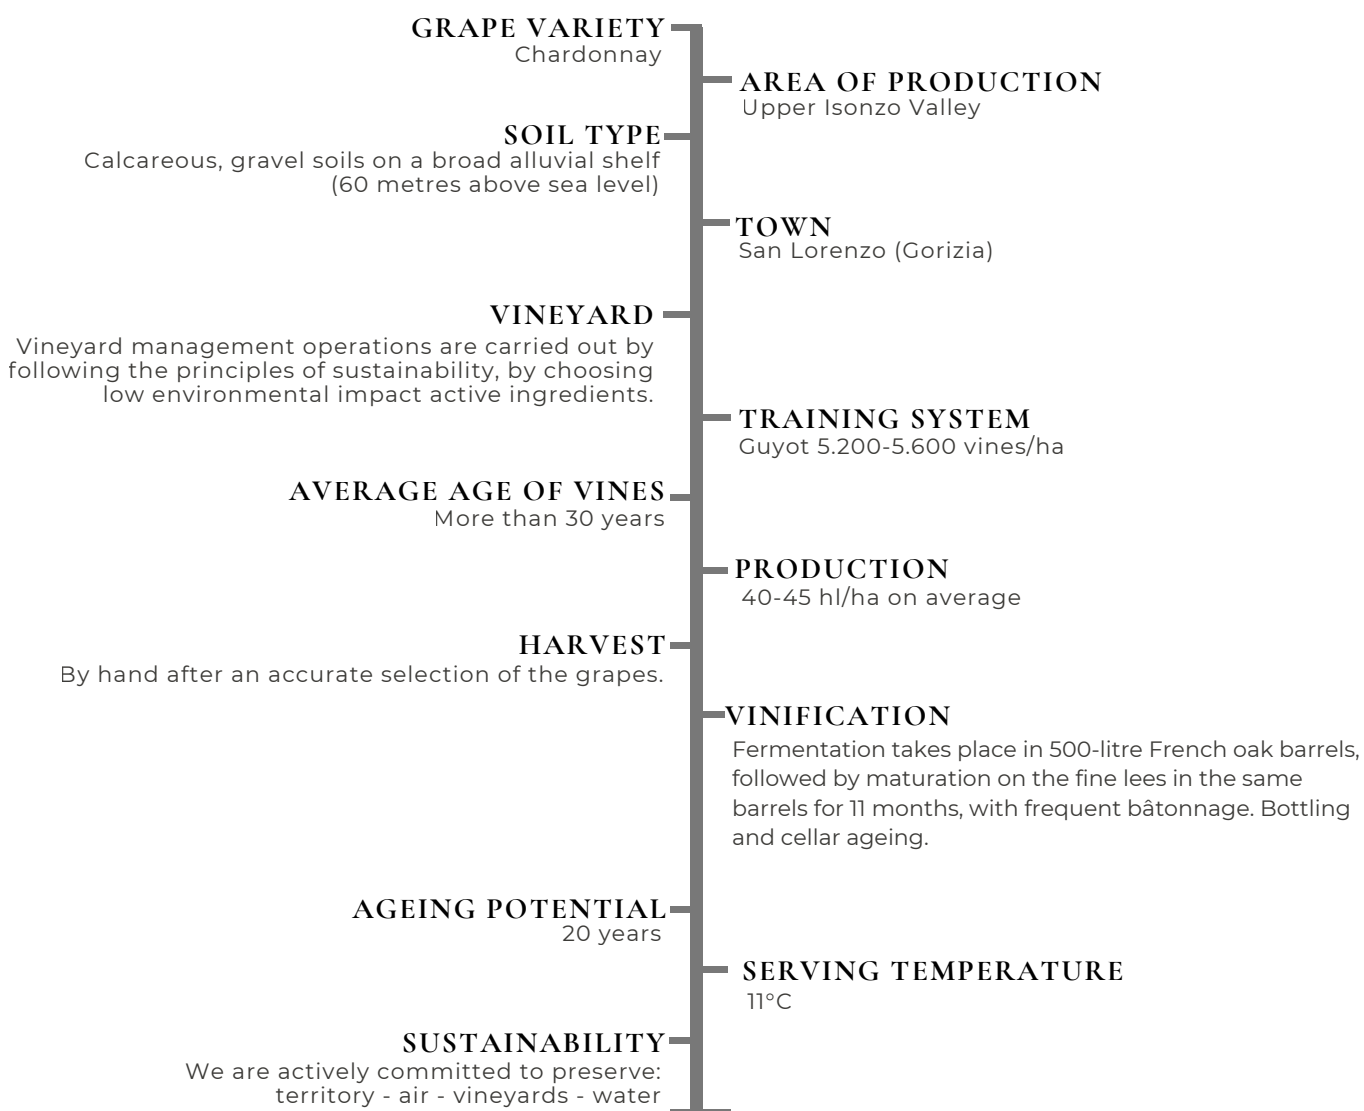 GRAPE VARIETY
Chardonnay
AREA OF PRODUCTION
Upper Isonzo Valley
SOIL TYPE
Calcareous, gravel soils on a broad alluvial shelf
(60 metres above sea level)
TOWN
San Lorenzo (Gorizia)
VINEYARD
Vineyard management operations are carried out by
following the principles of sustainability, by choosing
low environmental impact active ingredients.
TRAINING SYSTEM
Guyot 5.200-5.600 vines/ha
AVERAGE AGE OF VINES
More than 30 years
PRODUCTION
40-45 hl/ha on average
HARVEST
By hand after an accurate selection of the grapes.
VINIFICATION
Fermentation takes place in 500-litre French oak barrels,
followed by maturation on the fine lees in the same
barrels for 11 months, with frequent bâtonnage. Bottling
and cellar ageing.
AGEING POTENTIAL
20 years
SERVING TEMPERATURE
11°C
SUSTAINABILITY
We are actively committed to preserve:
territory - air - vineyards - water